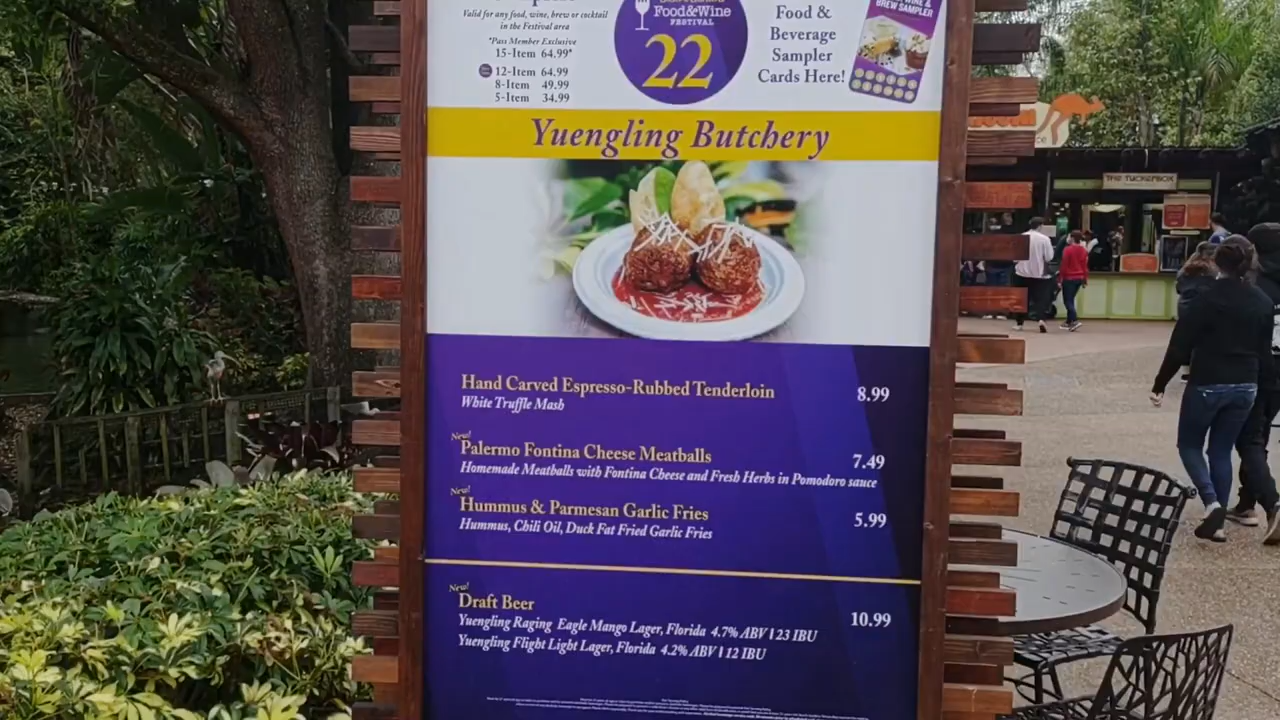 Valid for any food, wine, brew or cocktail
in the Festival area
*Pass Member Exclusive
15-Item 64.99*
12-Item 64.99
8-Item 49.99
5-Item 34.99
Food&Wine
FESTIVAL
22
Food &
Beverage
Sampler
Cards Here!
BREW SAMPLER
Yuengling Butchery
THE TUCKERBOX
Hand Carved Espresso-Rubbed Tenderloin 8.99
White Truffle Mash
New!
Palermo Fontina Cheese Meatballs 7.49
Homemade Meatballs with Fontina Cheese and Fresh Herbs in Pomodoro sauce
New!
Hummus & Parmesan Garlic Fries 5.99
Hummus, Chili Oil, Duck Fat Fried Garlic Fries
New!
Draft Beer 10.99
Yuengling Raging Eagle Mango Lager, Florida 4.7% ABV | 23 IBU
Yuengling Flight Light Lager, Florida 4.2% ABV | 12 IBU